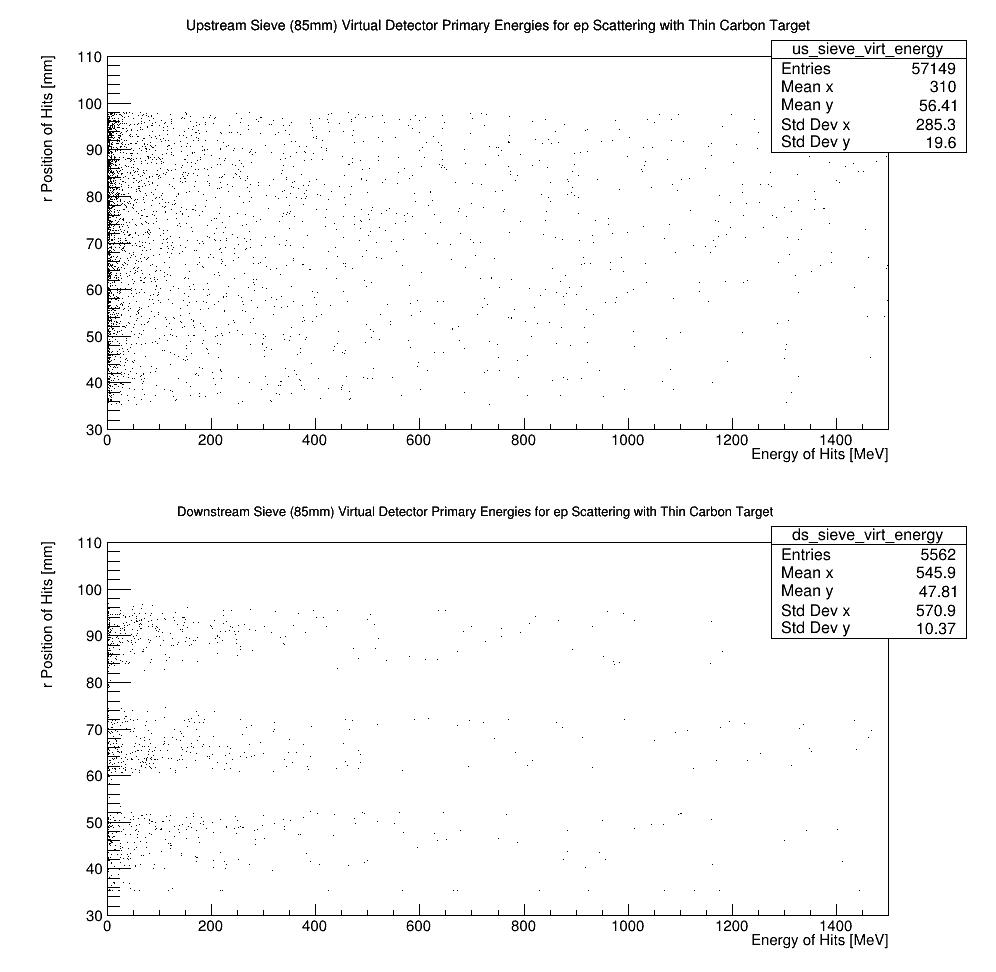 Upstream Sieve (85mm) Virtual Detector Primary Energies for ep Scattering with Thin Carbon Target
us_sieve_virt_energy
Entries 57149
Mean x 310
Mean y 56.41
Std Dev x 285.3
Std Dev y 19.6
r Position of Hits [mm]
110
100
90
80
70
60
50
40
30
0 200 400 600 800 1000 1200 1400
Energy of Hits [MeV]
Downstream Sieve (85mm) Virtual Detector Primary Energies for ep Scattering with Thin Carbon Target
ds_sieve_virt_energy
Entries 5562
Mean x 545.9
Mean y 47.81
Std Dev x 570.9
Std Dev y 10.37
r Position of Hits [mm]
110
100
90
80
70
60
50
40
30
0 200 400 600 800 1000 1200 1400
Energy of Hits [MeV]